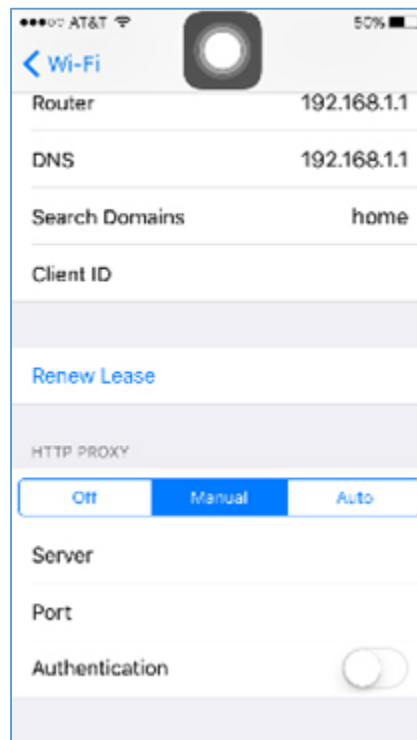 AT&T 50%
Wi-Fi
Router 192.168.1.1
DNS 192.168.1.1
Search Domains home
Client ID
Renew Lease
HTTP PROXY
Off Manual Auto
Server
Port
Authentication